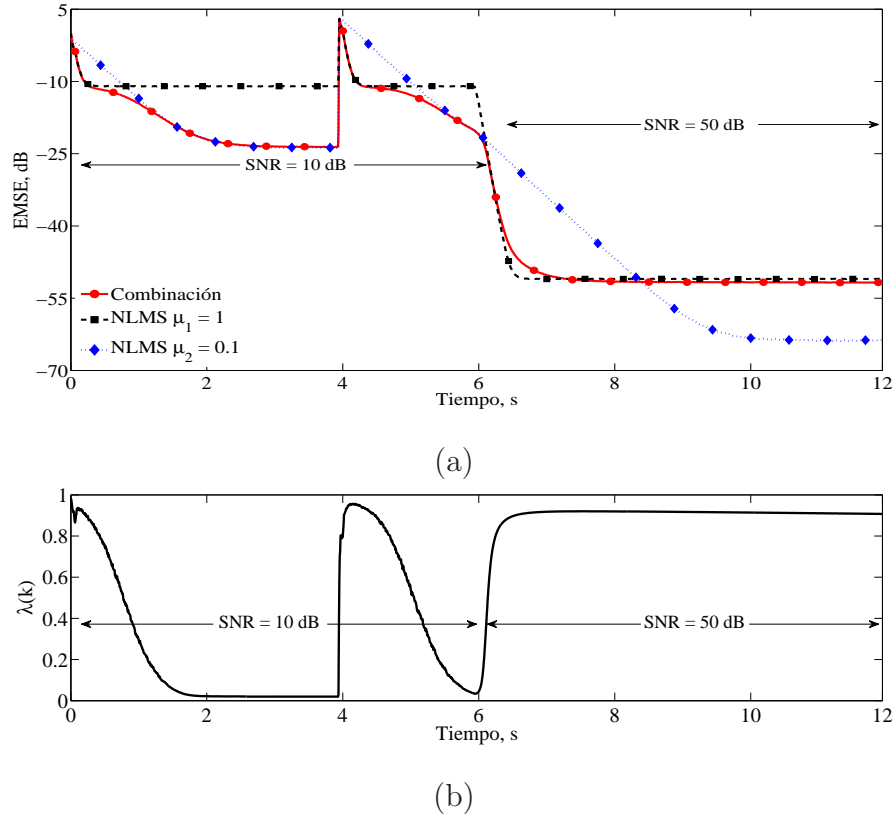 5
−10
−25
−40
−55
−70
EMSE, dB
SNR = 50 dB
SNR = 10 dB
Combinación
NLMS μ_1 = 1
NLMS μ_2 = 0.1
0 2 4 6 8 10 12
Tiempo, s
(a)
1
0.8
0.6
0.4
0.2
0
λ(k)
SNR = 10 dB
SNR = 50 dB
0 2 4 6 8 10 12
Tiempo, s
(b)